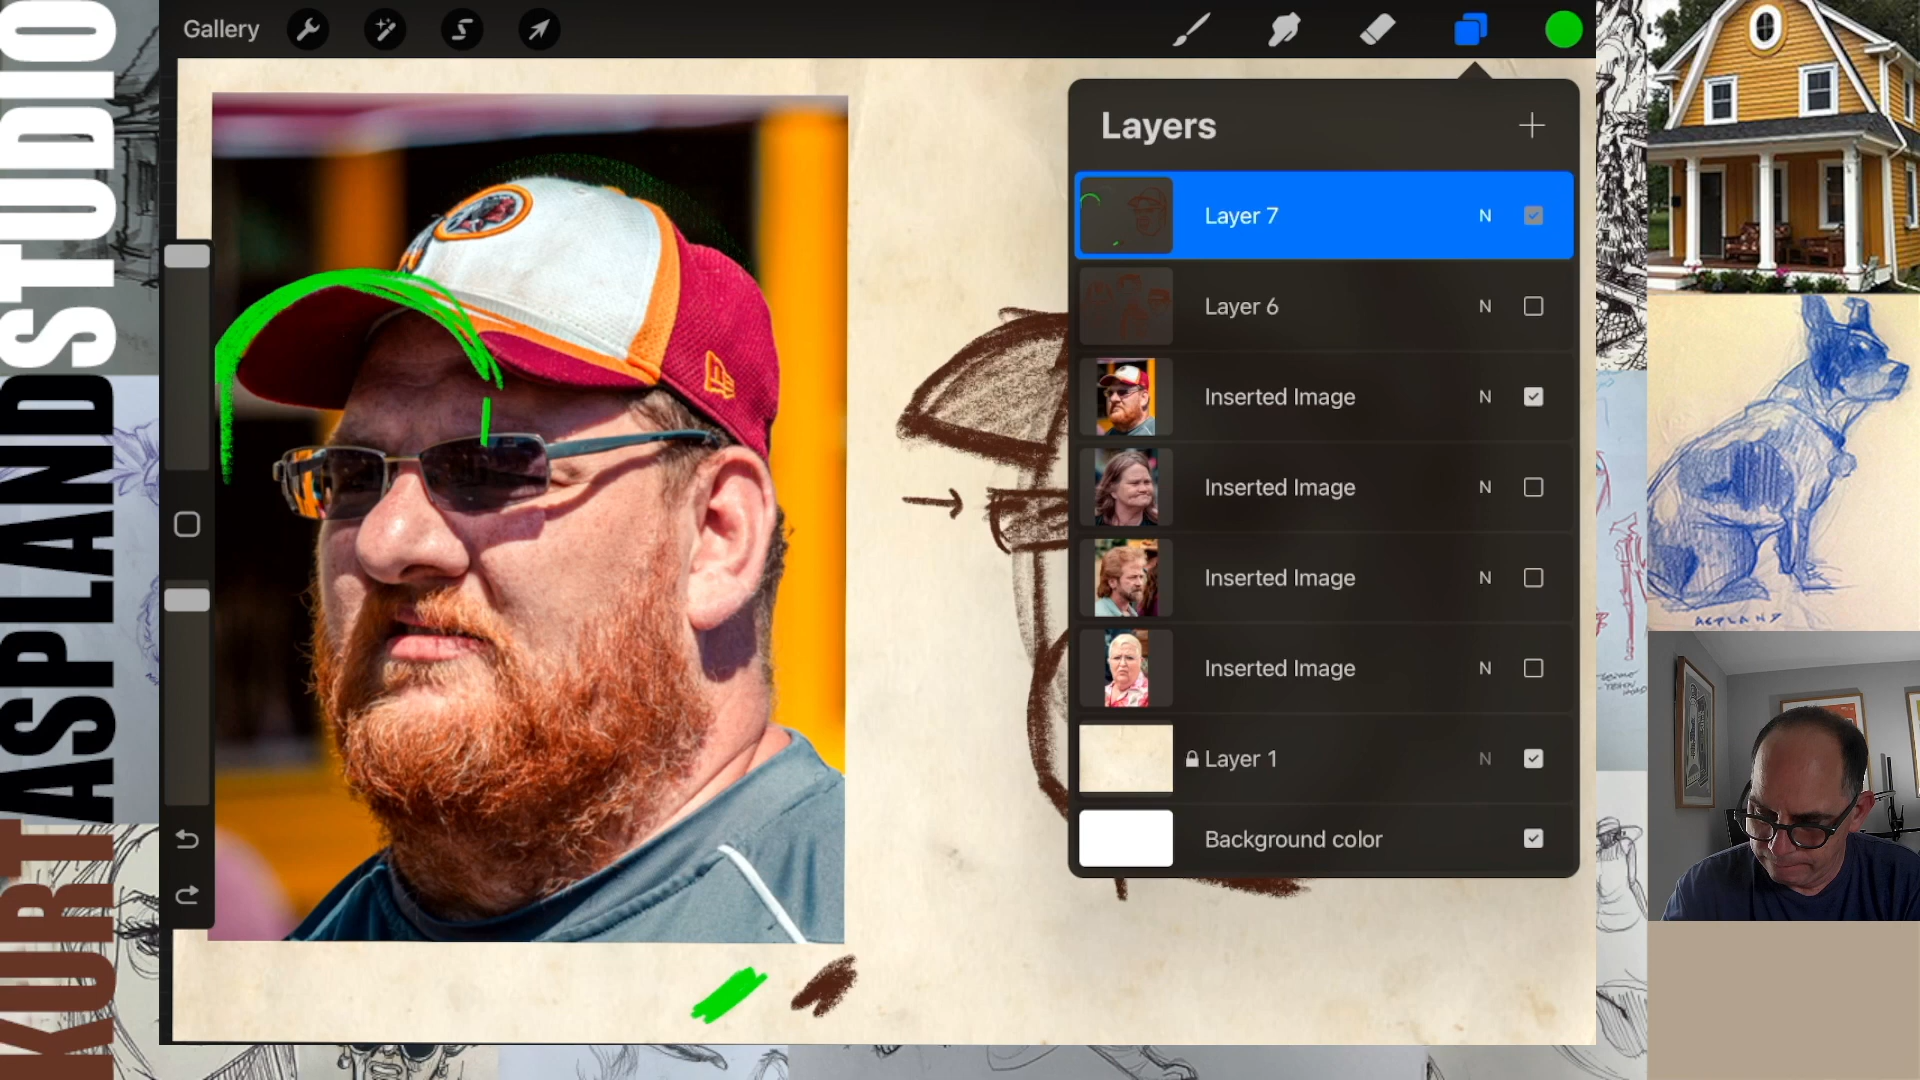 KURT ASPLAND STUDIO
Gallery
Layers
Layer 7
N
Layer 6
N
Inserted Image
N
Inserted Image
N
Inserted Image
N
Inserted Image
N
Layer 1
N
Background color
ASPLAND